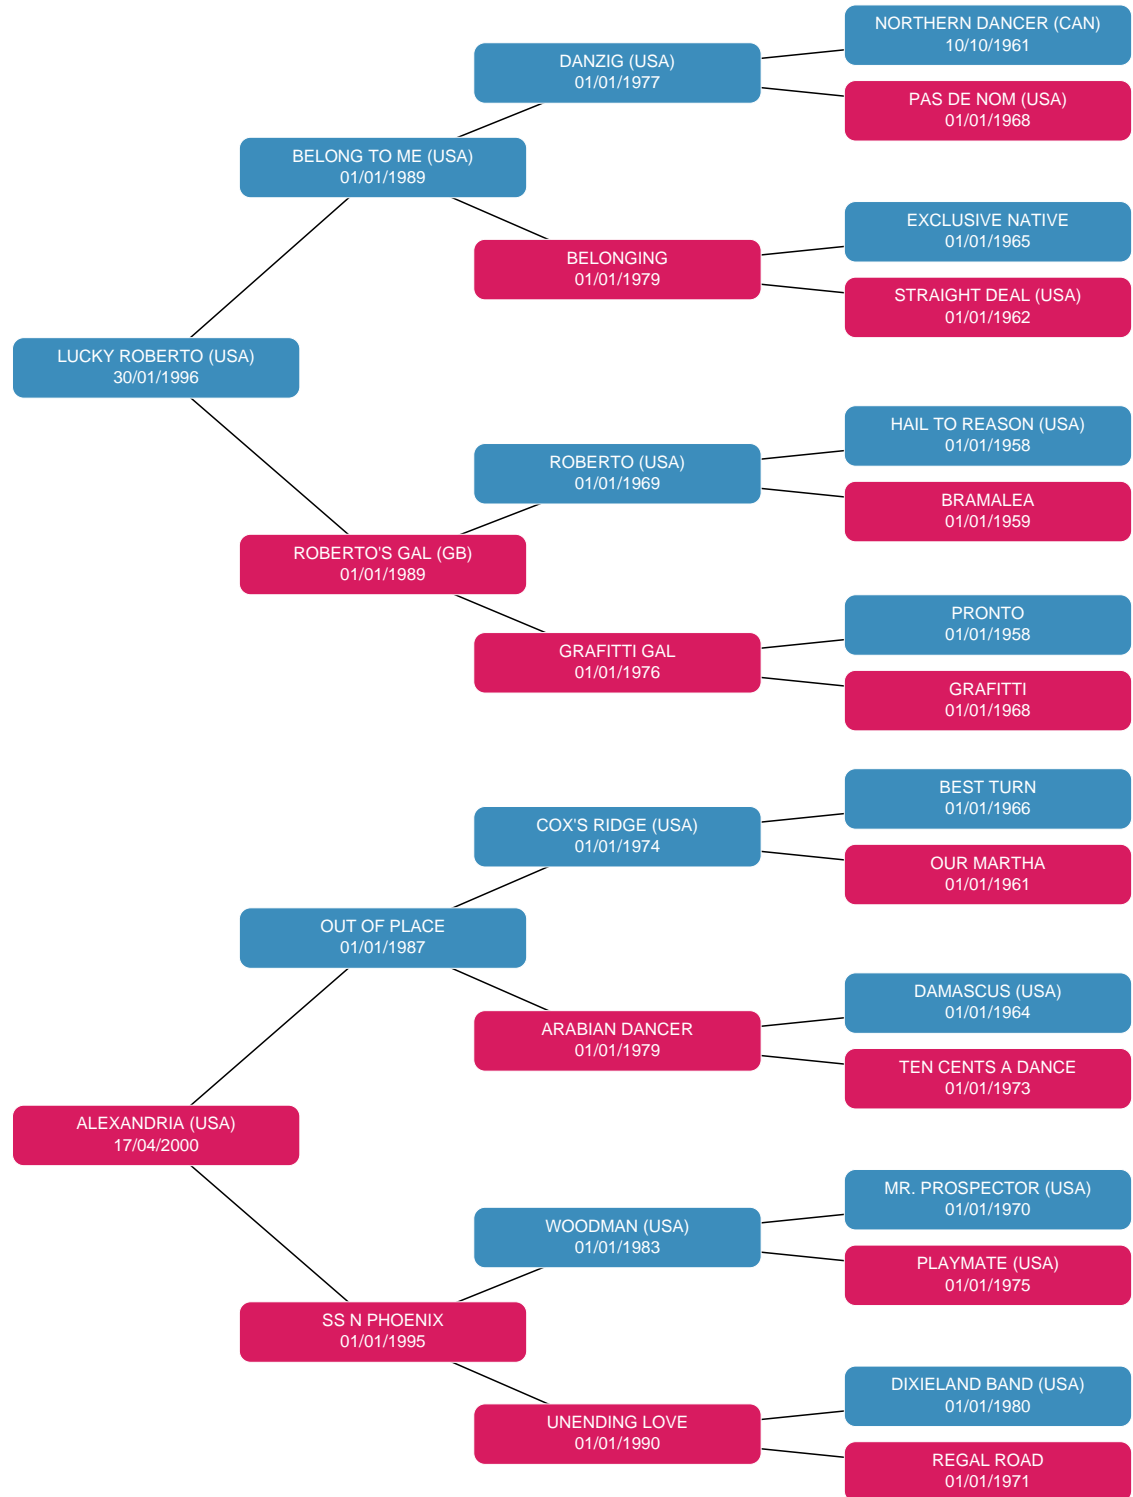 NORTHERN DANCER (CAN)
10/10/1961
DANZIG (USA)
01/01/1977
PAS DE NOM (USA)
01/01/1968
BELONG TO ME (USA)
01/01/1989
EXCLUSIVE NATIVE
01/01/1965
BELONGING
01/01/1979
STRAIGHT DEAL (USA)
01/01/1962
LUCKY ROBERTO (USA)
30/01/1996
HAIL TO REASON (USA)
01/01/1958
ROBERTO (USA)
01/01/1969
BRAMALEA
01/01/1959
ROBERTO'S GAL (GB)
01/01/1989
PRONTO
01/01/1958
GRAFITTI GAL
01/01/1976
GRAFITTI
01/01/1968
BEST TURN
01/01/1966
COX'S RIDGE (USA)
01/01/1974
OUR MARTHA
01/01/1961
OUT OF PLACE
01/01/1987
DAMASCUS (USA)
01/01/1964
ARABIAN DANCER
01/01/1979
TEN CENTS A DANCE
01/01/1973
ALEXANDRIA (USA)
17/04/2000
MR. PROSPECTOR (USA)
01/01/1970
WOODMAN (USA)
01/01/1983
PLAYMATE (USA)
01/01/1975
SS N PHOENIX
01/01/1995
DIXIELAND BAND (USA)
01/01/1980
UNENDING LOVE
01/01/1990
REGAL ROAD
01/01/1971